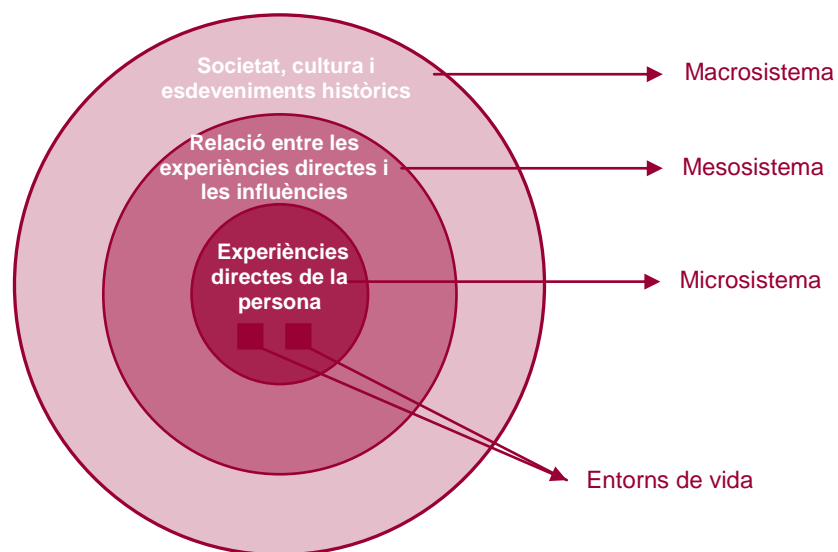 Societat, cultura i
esdeveniments històrics
Macrosistema
Relació entre les
experiències directes i
les influències
Mesosistema
Experiències
directes de la
persona
Microsistema
Entorns de vida